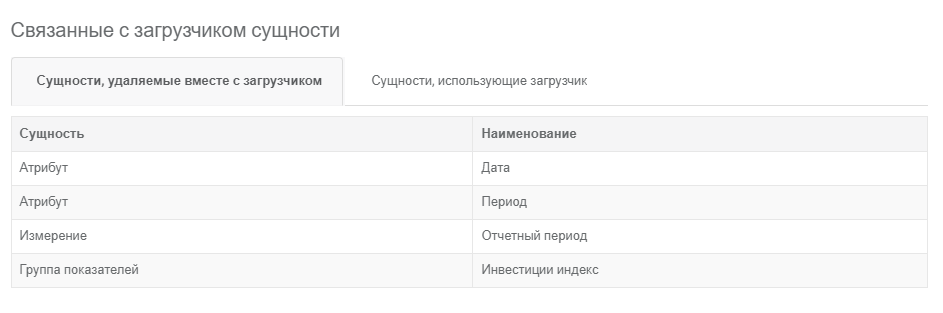 Связанные с загрузчиком сущности
Сущности, удаляемые вместе с загрузчиком Сущности, использующие загрузчик
Сущность Наименование
Атрибут Дата
Атрибут Период
Измерение Отчетный период
Группа показателей Инвестиции индекс